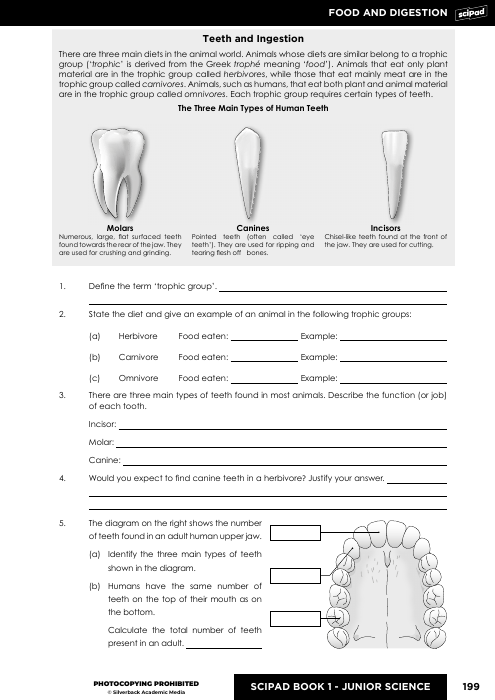 FOOD AND DIGESTION scipad
Teeth and Ingestion
There are three main diets in the animal world. Animals whose diets are similar belong to a trophic
group ('trophic' is derived from the Greek trophé meaning 'food'). Animals that eat only plant
material are in the trophic group called herbivores, while those that eat mainly meat are in the
trophic group called carnivores. Animals, such as humans, that eat both plant and animal material
are in the trophic group called omnivores. Each trophic group requires certain types of teeth.
The Three Main Types of Human Teeth
Molars
Numerous, large, flat surfaced teeth
found towards the rear of the jaw. They
are used for crushing and grinding.
Canines
Pointed teeth (often called 'eye
teeth'). They are used for ripping and
tearing flesh off bones.
Incisors
Chisel-like teeth found at the front of
the jaw. They are used for cutting.
1. Define the term 'trophic group'.
2. State the diet and give an example of an animal in the following trophic groups:
(a) Herbivore Food eaten: Example:
(b) Carnivore Food eaten: Example:
(c) Omnivore Food eaten: Example:
3. There are three main types of teeth found in most animals. Describe the function (or job)
of each tooth.
Incisor:
Molar:
Canine:
4. Would you expect to find canine teeth in a herbivore? Justify your answer.
5. The diagram on the right shows the number
of teeth found in an adult human upper jaw.
(a) Identify the three main types of teeth
shown in the diagram.
(b) Humans have the same number of
teeth on the top of their mouth as on
the bottom.
Calculate the total number of teeth
present in an adult.
PHOTOCOPYING PROHIBITED
© Silverback Academic Media
SCIPAD BOOK 1 - JUNIOR SCIENCE
199